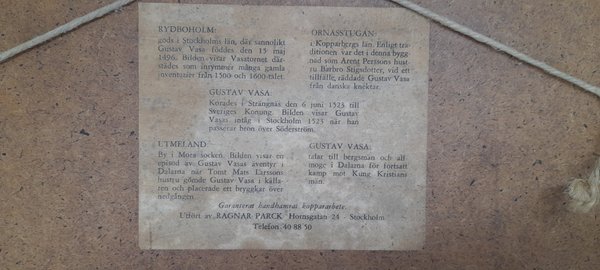 RYDBOHOLM:
gods i Stockholms län, där sannolikt
Gustav Vasa föddes den 15 maj
1496. Bilden visar Vasatornet där-
städes som inrymmer många gamla
inventarier från 1500 och 1600-talet.
ORNÄSSTUGAN:
i Kopparbergs län. Enligt tra-
ditionen var det i denna bygg-
nad som Arent Perssons hust-
ru Barbro Stigsdotter, vid ett
tillfälle, räddade Gustav Vasa
från danske knektar.
GUSTAV VASA:
Korades i Strängnäs den 6 juni 1523 till
Sveriges Konung. Bilden visar Gustav
Vasas intåg i Stockholm 1523 när han
passerar bron över Söderström.
UTMELAND
By i Mora socken. Bilden visar en
episod av Gustav Vasas äventyr i
Dalarna när Tomt Mats Larssons
hustru gömde Gustav Vasa i källa-
ren och placerade ett bryggkar över
nedgången.
GUSTAV VASA:
talar till bergsmän och all-
moge i Dalarna för fortsatt
kamp mot Kung Kristians
män.
Garanterat handhamrat kopparabete.
Utfört av RAGNAR PARCK Hornsgatan 24 - Stockholm
Telefon 40 88 50